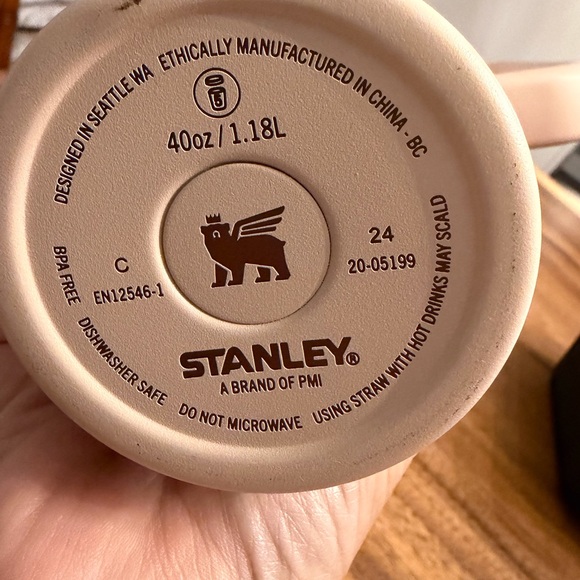 DESIGNED IN SEATTLE WA ETHICALLY MANUFACTURED IN CHINA - BC
40oz / 1.18L
C
EN12546-1
24
20-05199
STANLEY®
A BRAND OF PMI
BPA FREE DISHWASHER SAFE DO NOT MICROWAVE USING STRAW WITH HOT DRINKS MAY SCALD